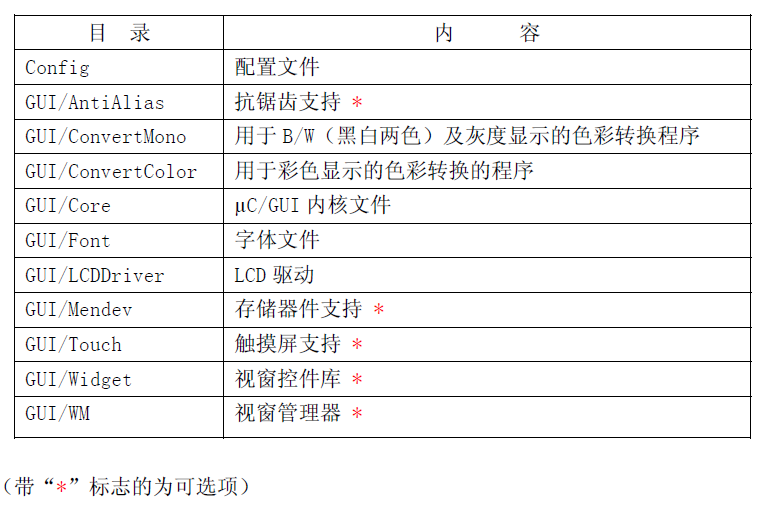 目 录 内 容
Config 配置文件
GUI/AntiAlias 抗锯齿支持 *
GUI/ConvertMono 用于 B/W（黑白两色）及灰度显示的色彩转换程序
GUI/ConvertColor 用于彩色显示的色彩转换的程序
GUI/Core µC/GUI 内核文件
GUI/Font 字体文件
GUI/LCDDriver LCD 驱动
GUI/Mendev 存储器件支持 *
GUI/Touch 触摸屏支持 *
GUI/Widget 视窗控件库 *
GUI/WM 视窗管理器 *
（带“*”标志的为可选项）